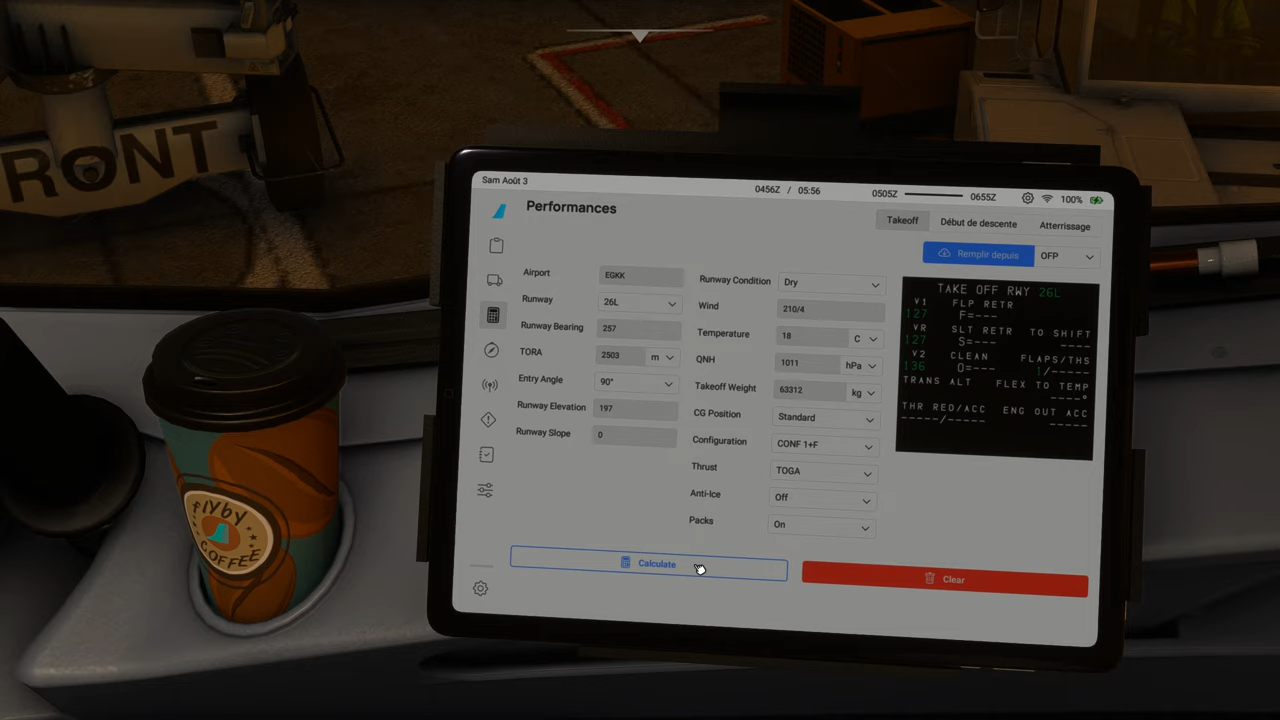 FRONT
flyby
COFFEE
Sam Août 3
0456Z / 05:56
0505Z
0655Z
100%
Performances
Takeoff
Début de descente
Atterrissage
Remplir depuis
OFP
Airport
EGKK
Runway
26L
Runway Bearing
257
TORA
2503
m
Entry Angle
90°
Runway Elevation
197
Runway Slope
0
Runway Condition
Dry
Wind
210/4
Temperature
18
C
QNH
1011
hPa
Takeoff Weight
63312
kg
CG Position
Standard
Configuration
CONF 1+F
Thrust
TOGA
Anti-Ice
Off
Packs
On
TAKE OFF RWY 26L
V1 FLP RETR
127 F=---
VR SLT RETR TO SHIFT
127 S=--- ----
V2 CLEAN FLAPS/THS
136 O=--- 1/-----
TRANS ALT FLEX TO TEMP
----°
THR RED/ACC ENG OUT ACC
-----/----- -----
Calculate
Clear